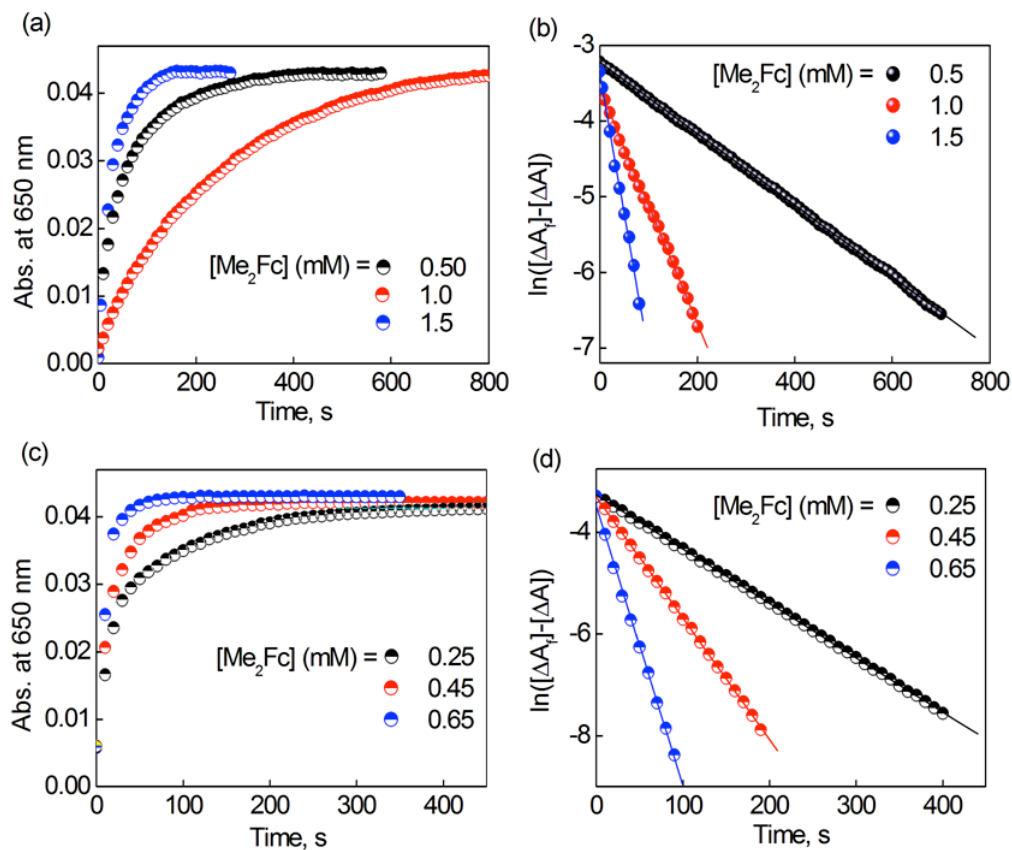 (a)
Abs. at 650 nm
0.04
0.03
0.02
0.01
0.00
[Me₂Fc] (mM) = 0.50
1.0
1.5
0 200 400 600 800
Time, s
(b)
ln([ΔA_f]-[ΔA])
-3
-4
-5
-6
-7
[Me₂Fc] (mM) = 0.5
1.0
1.5
0 200 400 600 800
Time, s
(c)
Abs. at 650 nm
0.04
0.03
0.02
0.01
0.00
[Me₂Fc] (mM) = 0.25
0.45
0.65
0 100 200 300 400
Time, s
(d)
ln([ΔA_f]-[ΔA])
-4
-6
-8
[Me₂Fc] (mM) = 0.25
0.45
0.65
0 100 200 300 400
Time, s